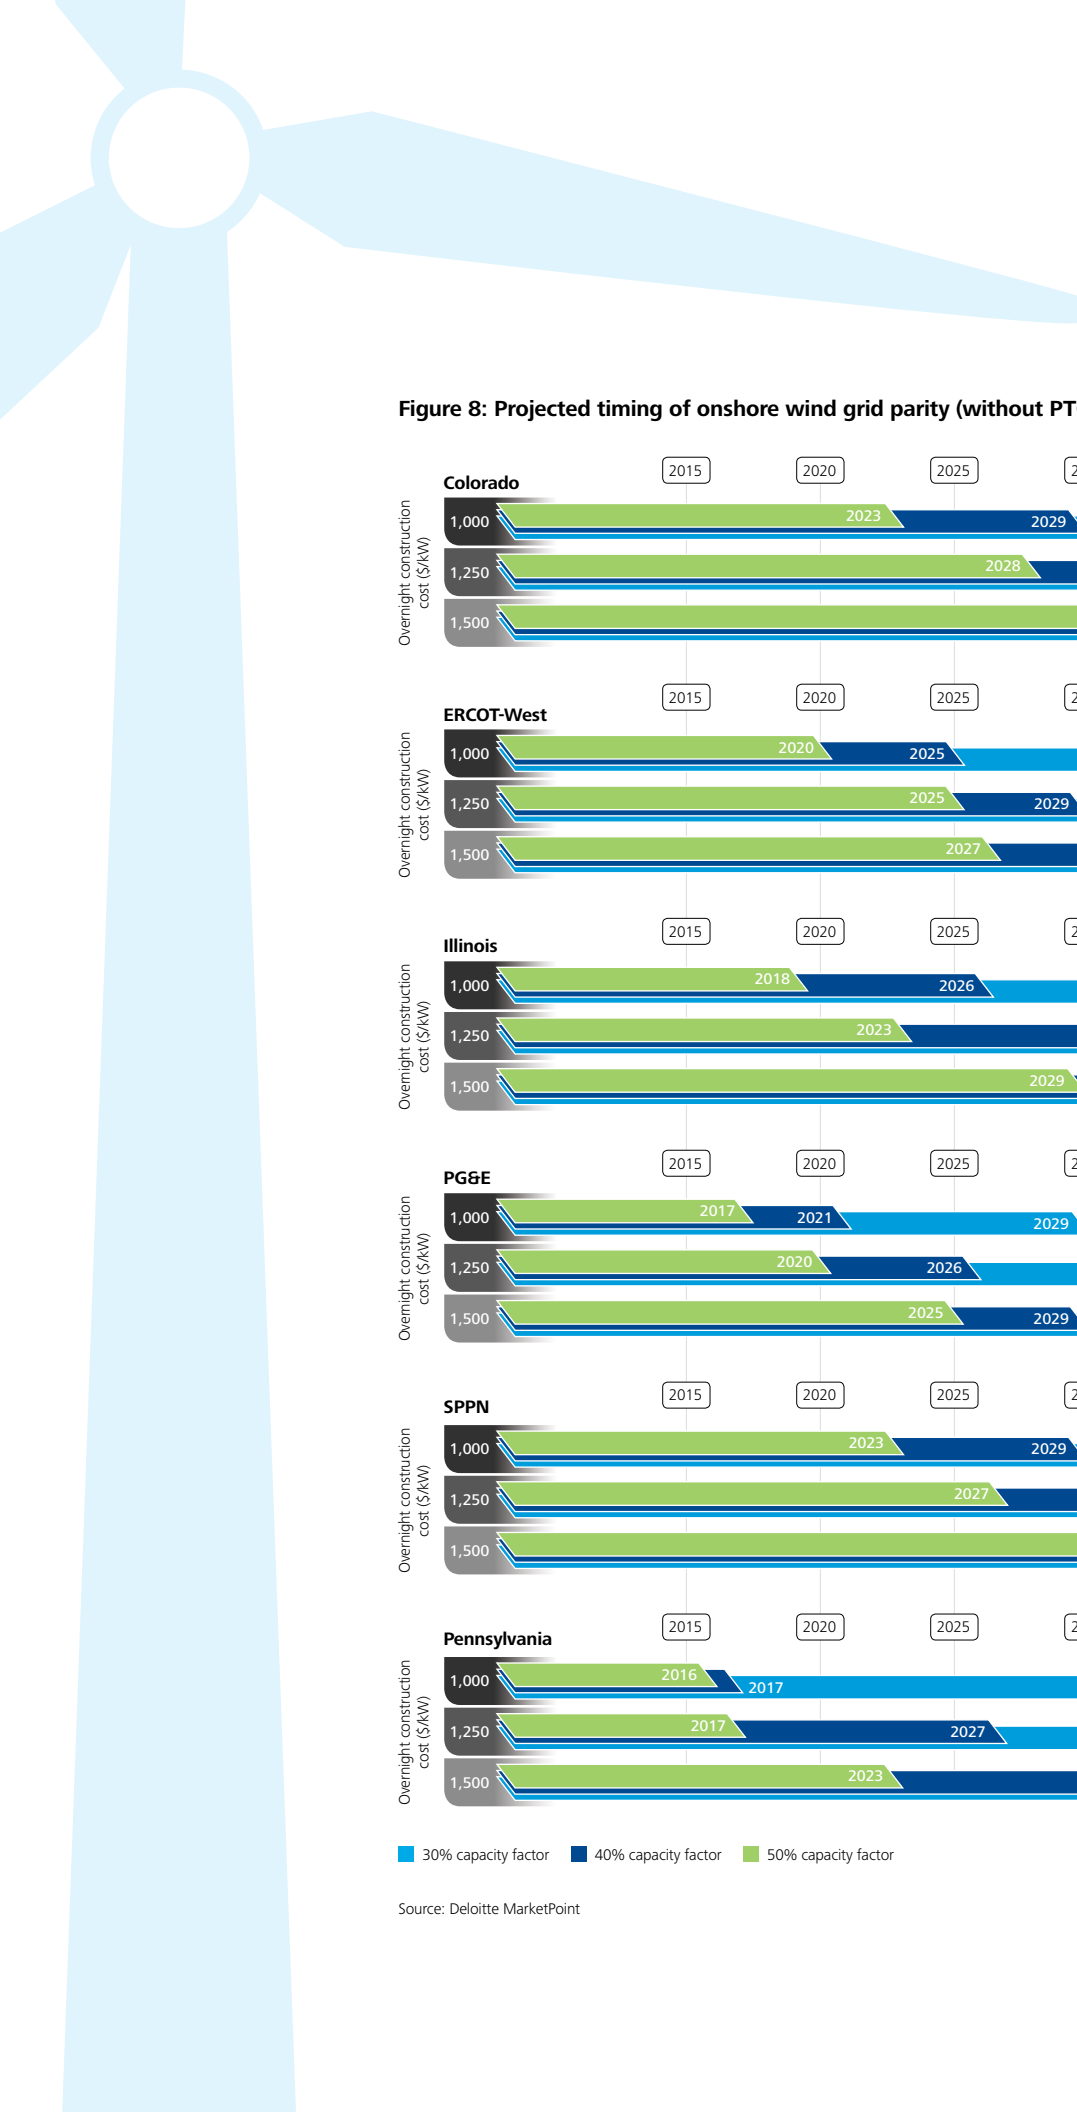 Figure 8: Projected timing of onshore wind grid parity (without
2015 2020 2025
Colorado
Overnight construction
cost ($/kW)
1,000 2023 2029
1,250 2028
1,500
2015 2020 2025
ERCOT-West
Overnight construction
cost ($/kW)
1,000 2020 2025
1,250 2025 2029
1,500 2027
2015 2020 2025
Illinois
Overnight construction
cost ($/kW)
1,000 2018 2026
1,250 2023
1,500 2029
2015 2020 2025
PG&E
Overnight construction
cost ($/kW)
1,000 2017 2021 2029
1,250 2020 2026
1,500 2025 2029
2015 2020 2025
SPPN
Overnight construction
cost ($/kW)
1,000 2023 2029
1,250 2027
1,500
2015 2020 2025
Pennsylvania
Overnight construction
cost ($/kW)
1,000 2016 2017
1,250 2017 2027
1,500 2023
30% capacity factor 40% capacity factor 50% capacity factor
Source: Deloitte MarketPoint